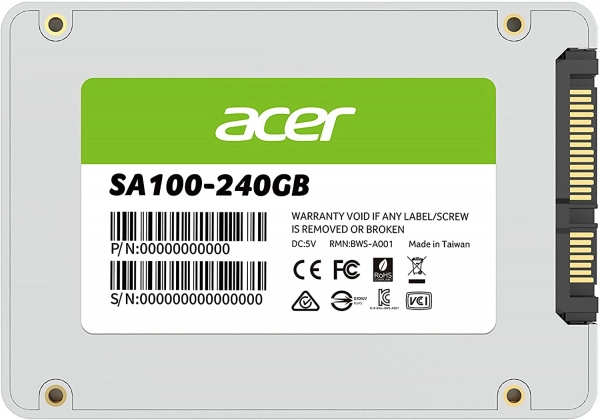 acer
SA100-240GB
P/N:00000000000
S/N:000000000000000
WARRANTY VOID IF ANY LABEL/SCREW
IS REMOVED OR BROKEN
DC:5V RMN:BWS-A001 Made in Taiwan
CE FC RoHS
VCI